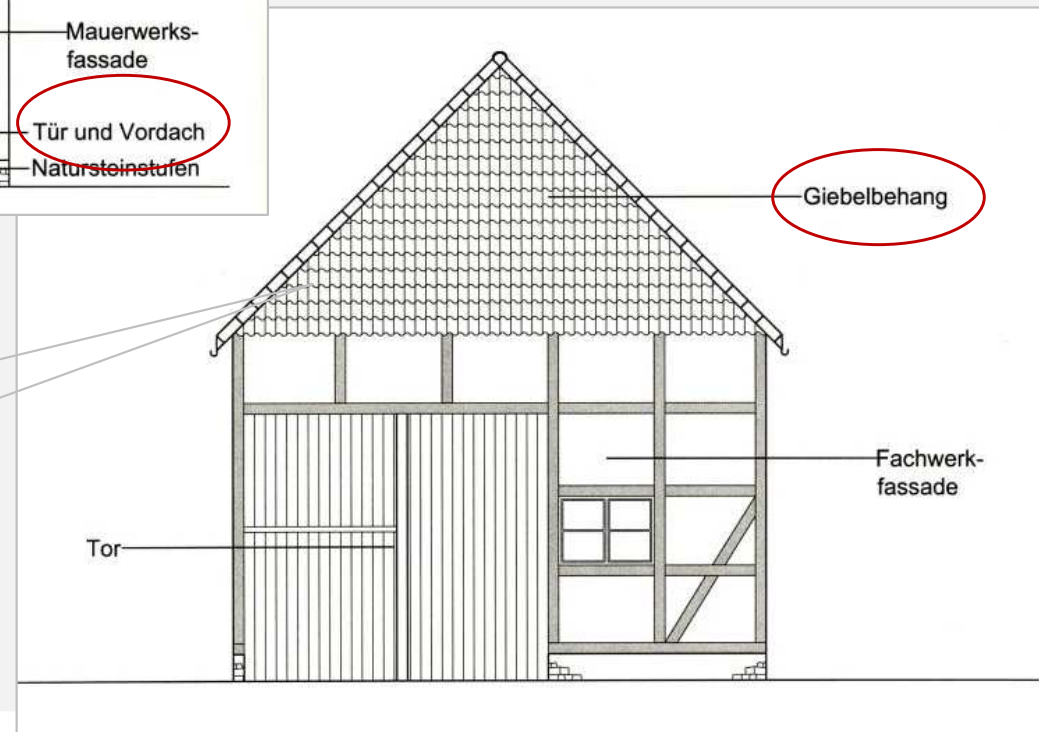 Mauerwerks-
fassade
Tür und Vordach
Natursteinstufen
Giebelbehang
Fachwerk-
fassade
Tor